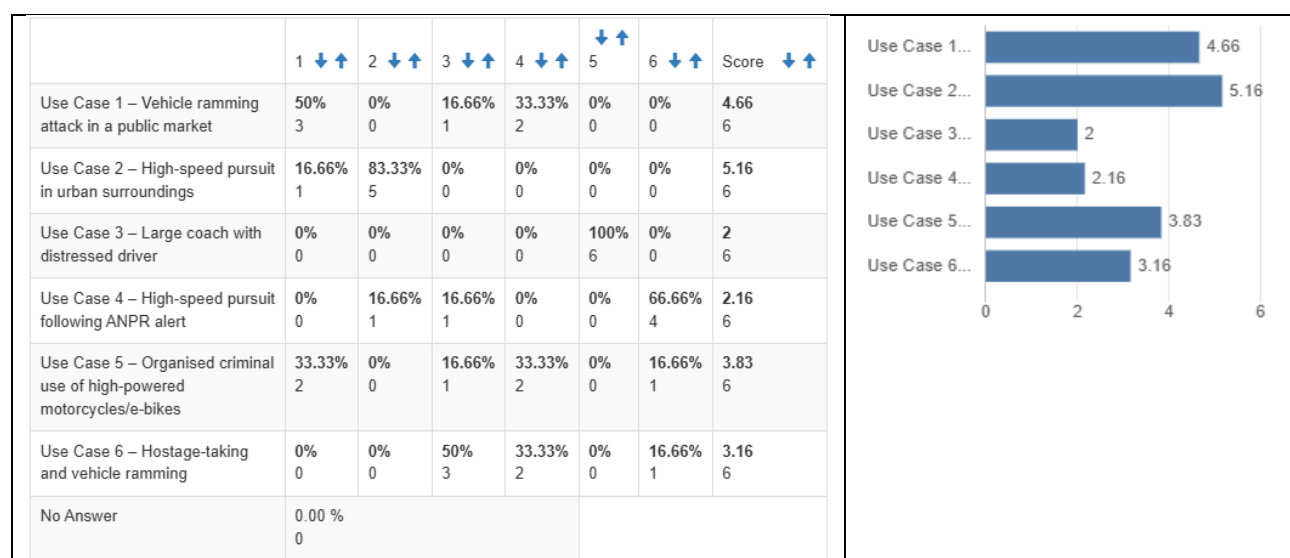 1 2 3 4 5 6 Score
Use Case 1 – Vehicle ramming attack in a public market
50% 0% 16.66% 33.33% 0% 0% 4.66
3 0 1 2 0 0 6
Use Case 2 – High-speed pursuit in urban surroundings
16.66% 83.33% 0% 0% 0% 0% 5.16
1 5 0 0 0 0 6
Use Case 3 – Large coach with distressed driver
0% 0% 0% 0% 100% 0% 2
0 0 0 0 6 0 6
Use Case 4 – High-speed pursuit following ANPR alert
0% 16.66% 16.66% 0% 0% 66.66% 2.16
0 1 1 0 0 4 6
Use Case 5 – Organised criminal use of high-powered motorcycles/e-bikes
33.33% 0% 16.66% 33.33% 0% 16.66% 3.83
2 0 1 2 0 1 6
Use Case 6 – Hostage-taking and vehicle ramming
0% 0% 50% 33.33% 0% 16.66% 3.16
0 0 3 2 0 1 6
No Answer 0.00 %
0
Use Case 1... 4.66
Use Case 2... 5.16
Use Case 3... 2
Use Case 4... 2.16
Use Case 5... 3.83
Use Case 6... 3.16
0 2 4 6